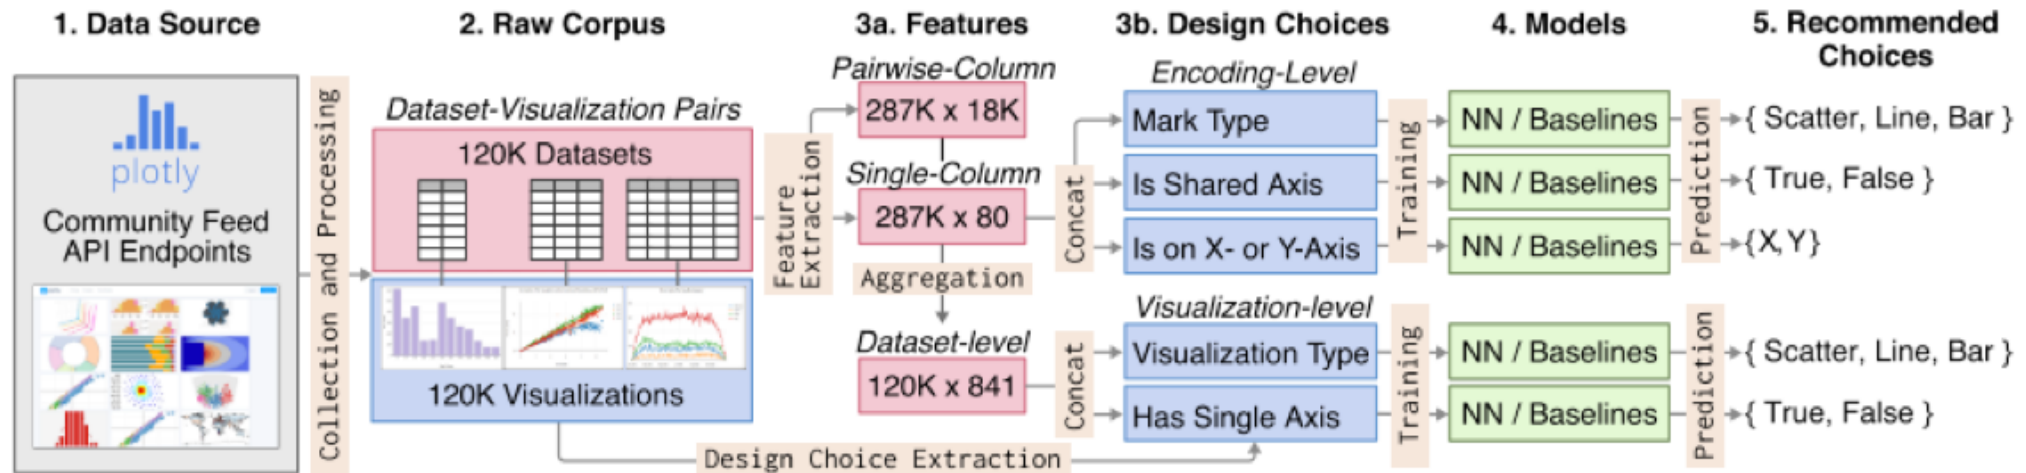 1. Data Source
2. Raw Corpus
3a. Features
3b. Design Choices
4. Models
5. Recommended
Choices
plotly
Community Feed
API Endpoints
Collection and Processing
Dataset-Visualization Pairs
120K Datasets
120K Visualizations
Feature
Extraction
Pairwise-Column
287K x 18K
Single-Column
287K x 80
Aggregation
Dataset-level
120K x 841
Concat
Concat
Design Choice Extraction
Encoding-Level
Mark Type
Is Shared Axis
Is on X- or Y-Axis
Visualization-level
Visualization Type
Has Single Axis
Training
Training
NN / Baselines
NN / Baselines
NN / Baselines
NN / Baselines
NN / Baselines
Prediction
Prediction
{ Scatter, Line, Bar }
{ True, False }
{X, Y}
{ Scatter, Line, Bar }
{ True, False }